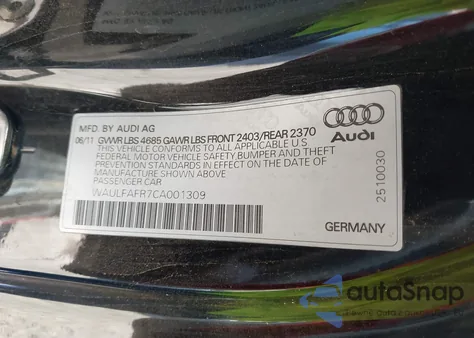 MFD. BY AUDI AG
06/11 GVWR LBS 4685 GAWR LBS FRONT 2403/REAR 2370
THIS VEHICLE CONFORMS TO ALL APPLICABLE U.S.
FEDERAL MOTOR VEHICLE SAFETY, BUMPER AND THEFT
PREVENTION STANDARDS IN EFFECT ON THE DATE OF
MANUFACTURE SHOWN ABOVE
PASSENGER CAR
WAULFAFR7CA001309
Audi
2510030
GERMANY
autoSnap